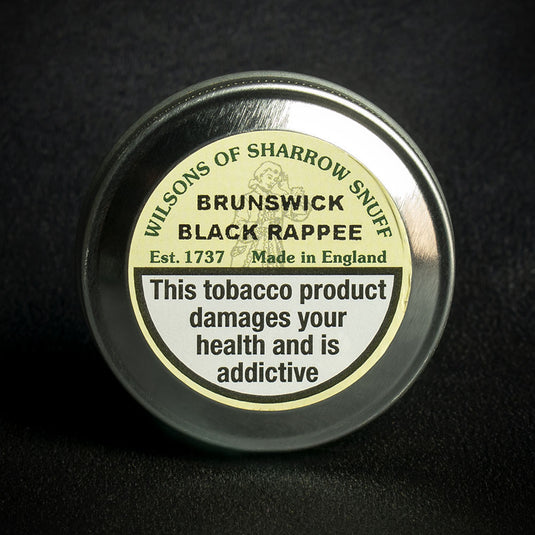 WILSONS OF SHARROW SNUFF
BRUNSWICK
BLACK RAPPEE
Est. 1737 Made in England
This tobacco product
damages your
health and is
addictive